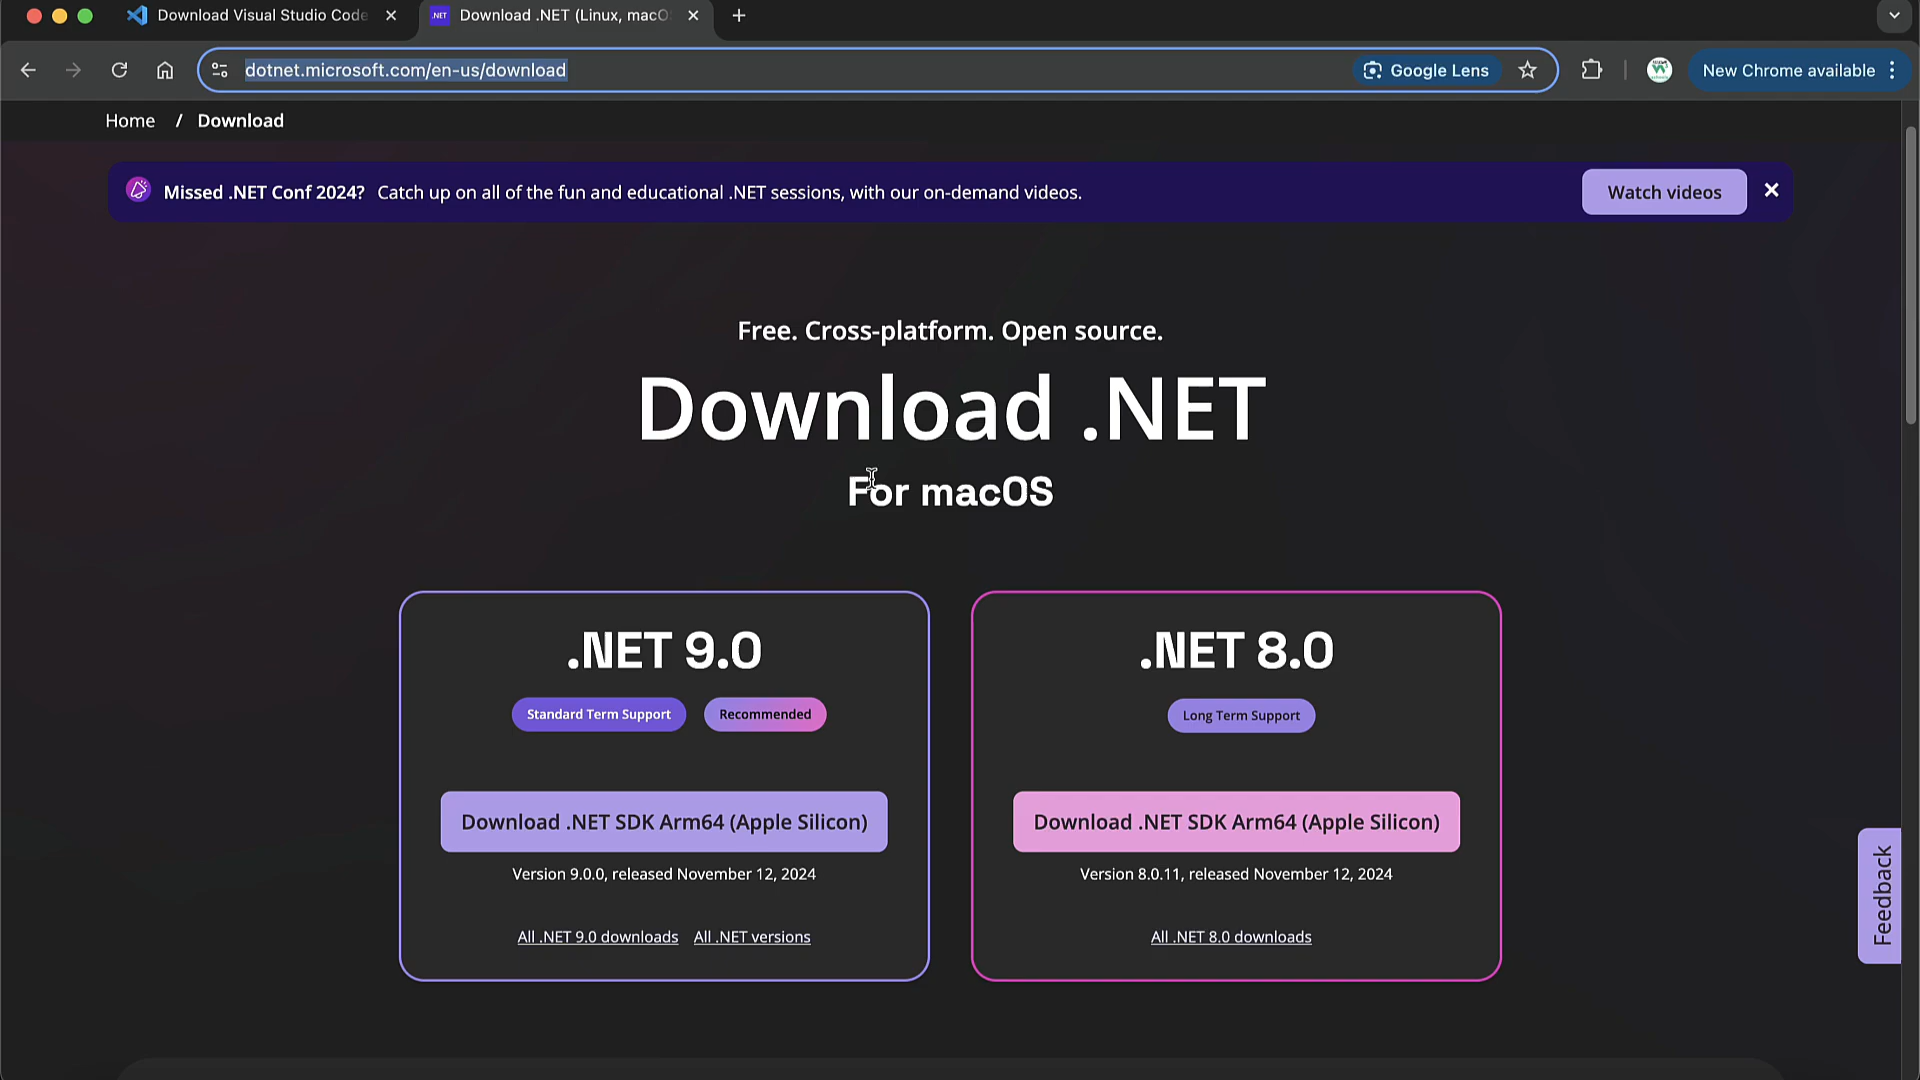 Download Visual Studio Code
.NET
Download .NET (Linux, macO
dotnet.microsoft.com/en-us/download
Google Lens
New Chrome available
Home / Download
Missed .NET Conf 2024? Catch up on all of the fun and educational .NET sessions, with our on-demand videos.
Watch videos
Free. Cross-platform. Open source.
Download .NET
For macOS
.NET 9.0
Standard Term Support
Recommended
Download .NET SDK Arm64 (Apple Silicon)
Version 9.0.0, released November 12, 2024
All .NET 9.0 downloads
All .NET versions
.NET 8.0
Long Term Support
Download .NET SDK Arm64 (Apple Silicon)
Version 8.0.11, released November 12, 2024
All .NET 8.0 downloads
Feedback